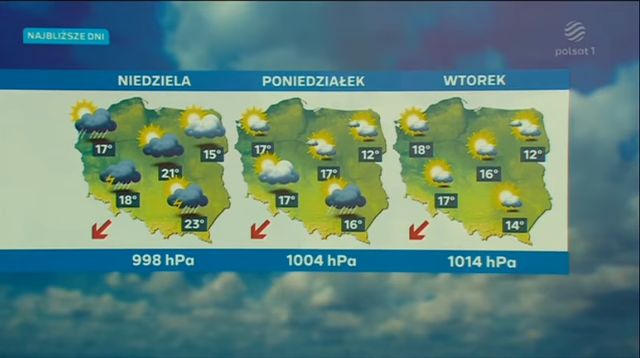 NAJBLIŻSZE DNI
polsat 1
NIEDZIELA
PONIEDZIAŁEK
WTOREK
17°
15°
21°
18°
23°
17°
12°
17°
17°
16°
18°
12°
16°
17°
14°
998 hPa
1004 hPa
1014 hPa